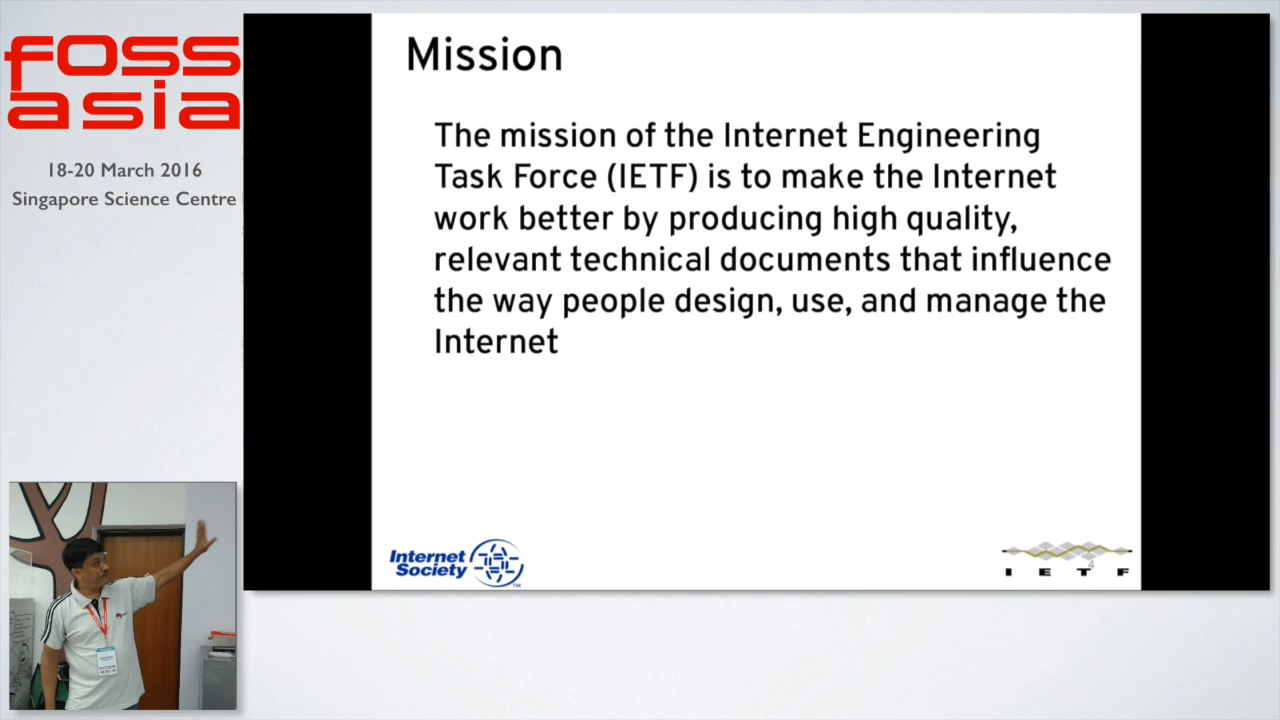 foss
asia
18-20 March 2016
Singapore Science Centre
Mission
The mission of the Internet Engineering
Task Force (IETF) is to make the Internet
work better by producing high quality,
relevant technical documents that influence
the way people design, use, and manage the
Internet
Internet
Society
TM
4
I E T F